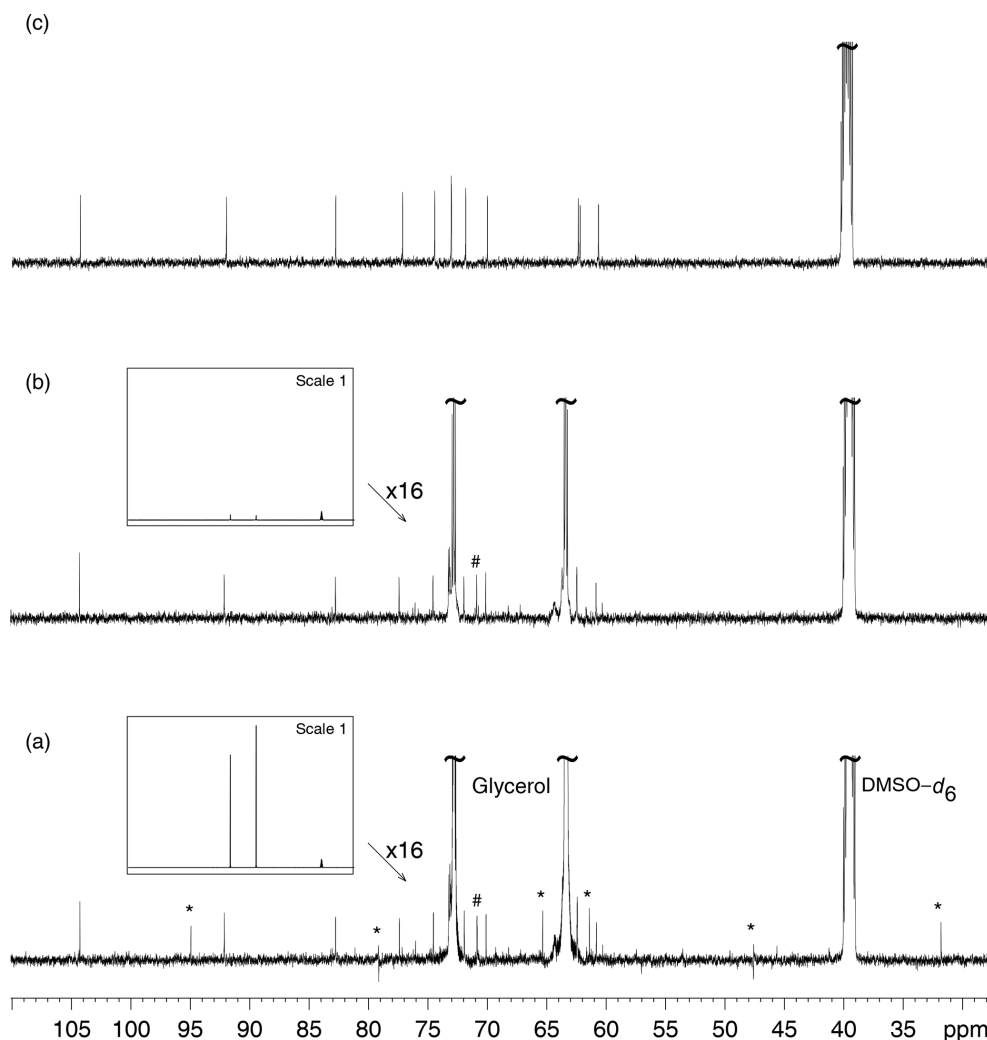 (c)
(b)
Scale 1
x16
#
(a)
Scale 1
Glycerol
DMSO–d6
x16
* * # * * * *
105 100 95 90 85 80 75 70 65 60 55 50 45 40 35 ppm